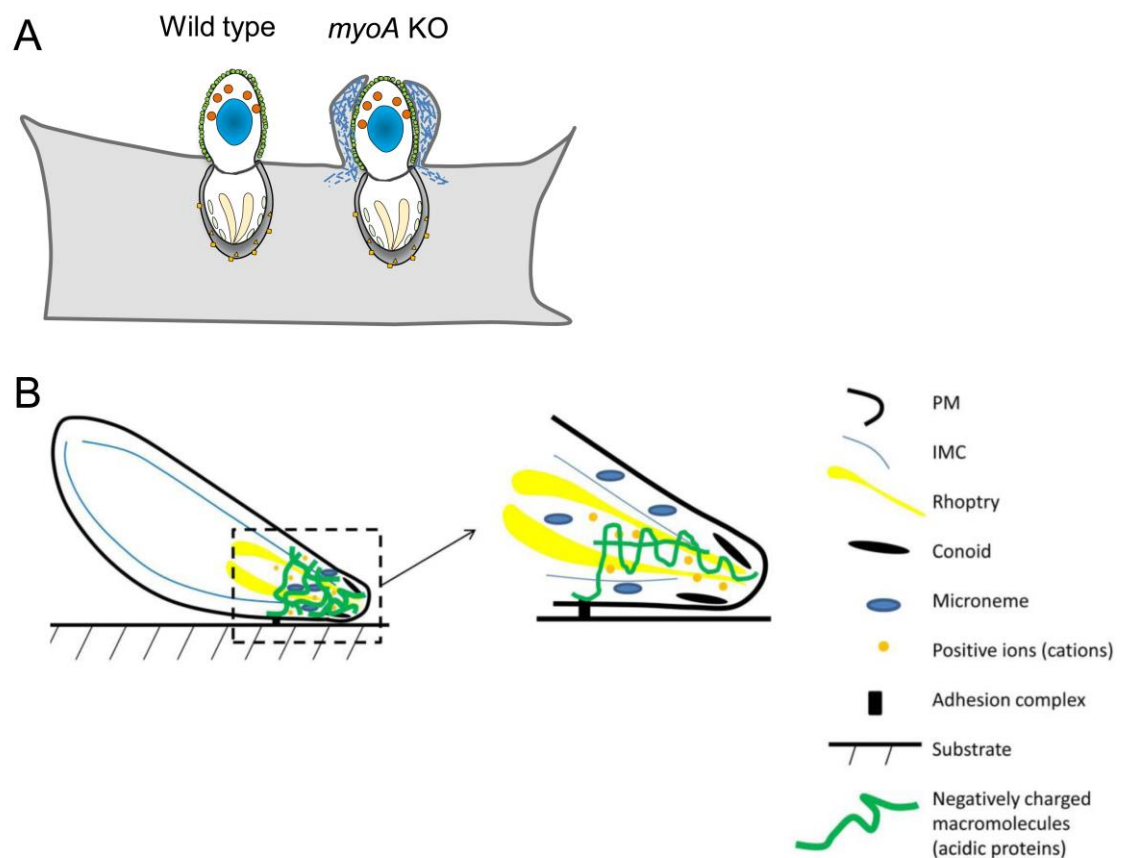 A
Wild type
myoA KO
B
PM
IMC
Rhoptry
Conoid
Microneme
Positive ions (cations)
Adhesion complex
Substrate
Negatively charged
macromolecules
(acidic proteins)